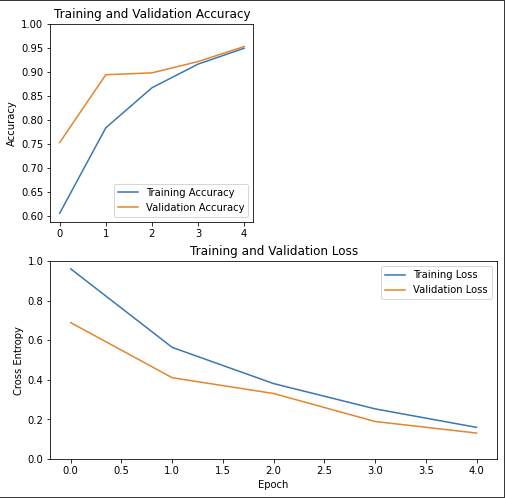 Training and Validation Accuracy
1.00
0.95
0.90
0.85
0.80
0.75
0.70
0.65
0.60
Accuracy
Training Accuracy
Validation Accuracy
0 1 2 3 4
Training and Validation Loss
1.0
0.8
0.6
0.4
0.2
0.0
Cross Entropy
Training Loss
Validation Loss
0.0 0.5 1.0 1.5 2.0 2.5 3.0 3.5 4.0
Epoch